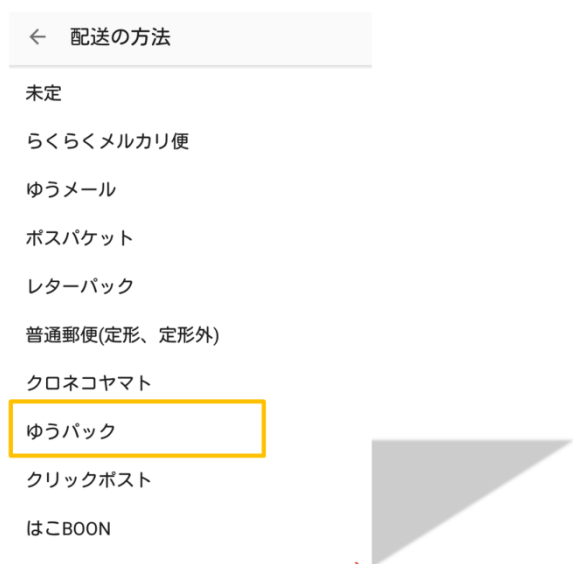 ← 配送の方法
未定
らくらくメルカリ便
ゆうメール
ポスパケット
レターパック
普通郵便(定形、定形外)
クロネコヤマト
ゆうパック
クリックポスト
はこBOON